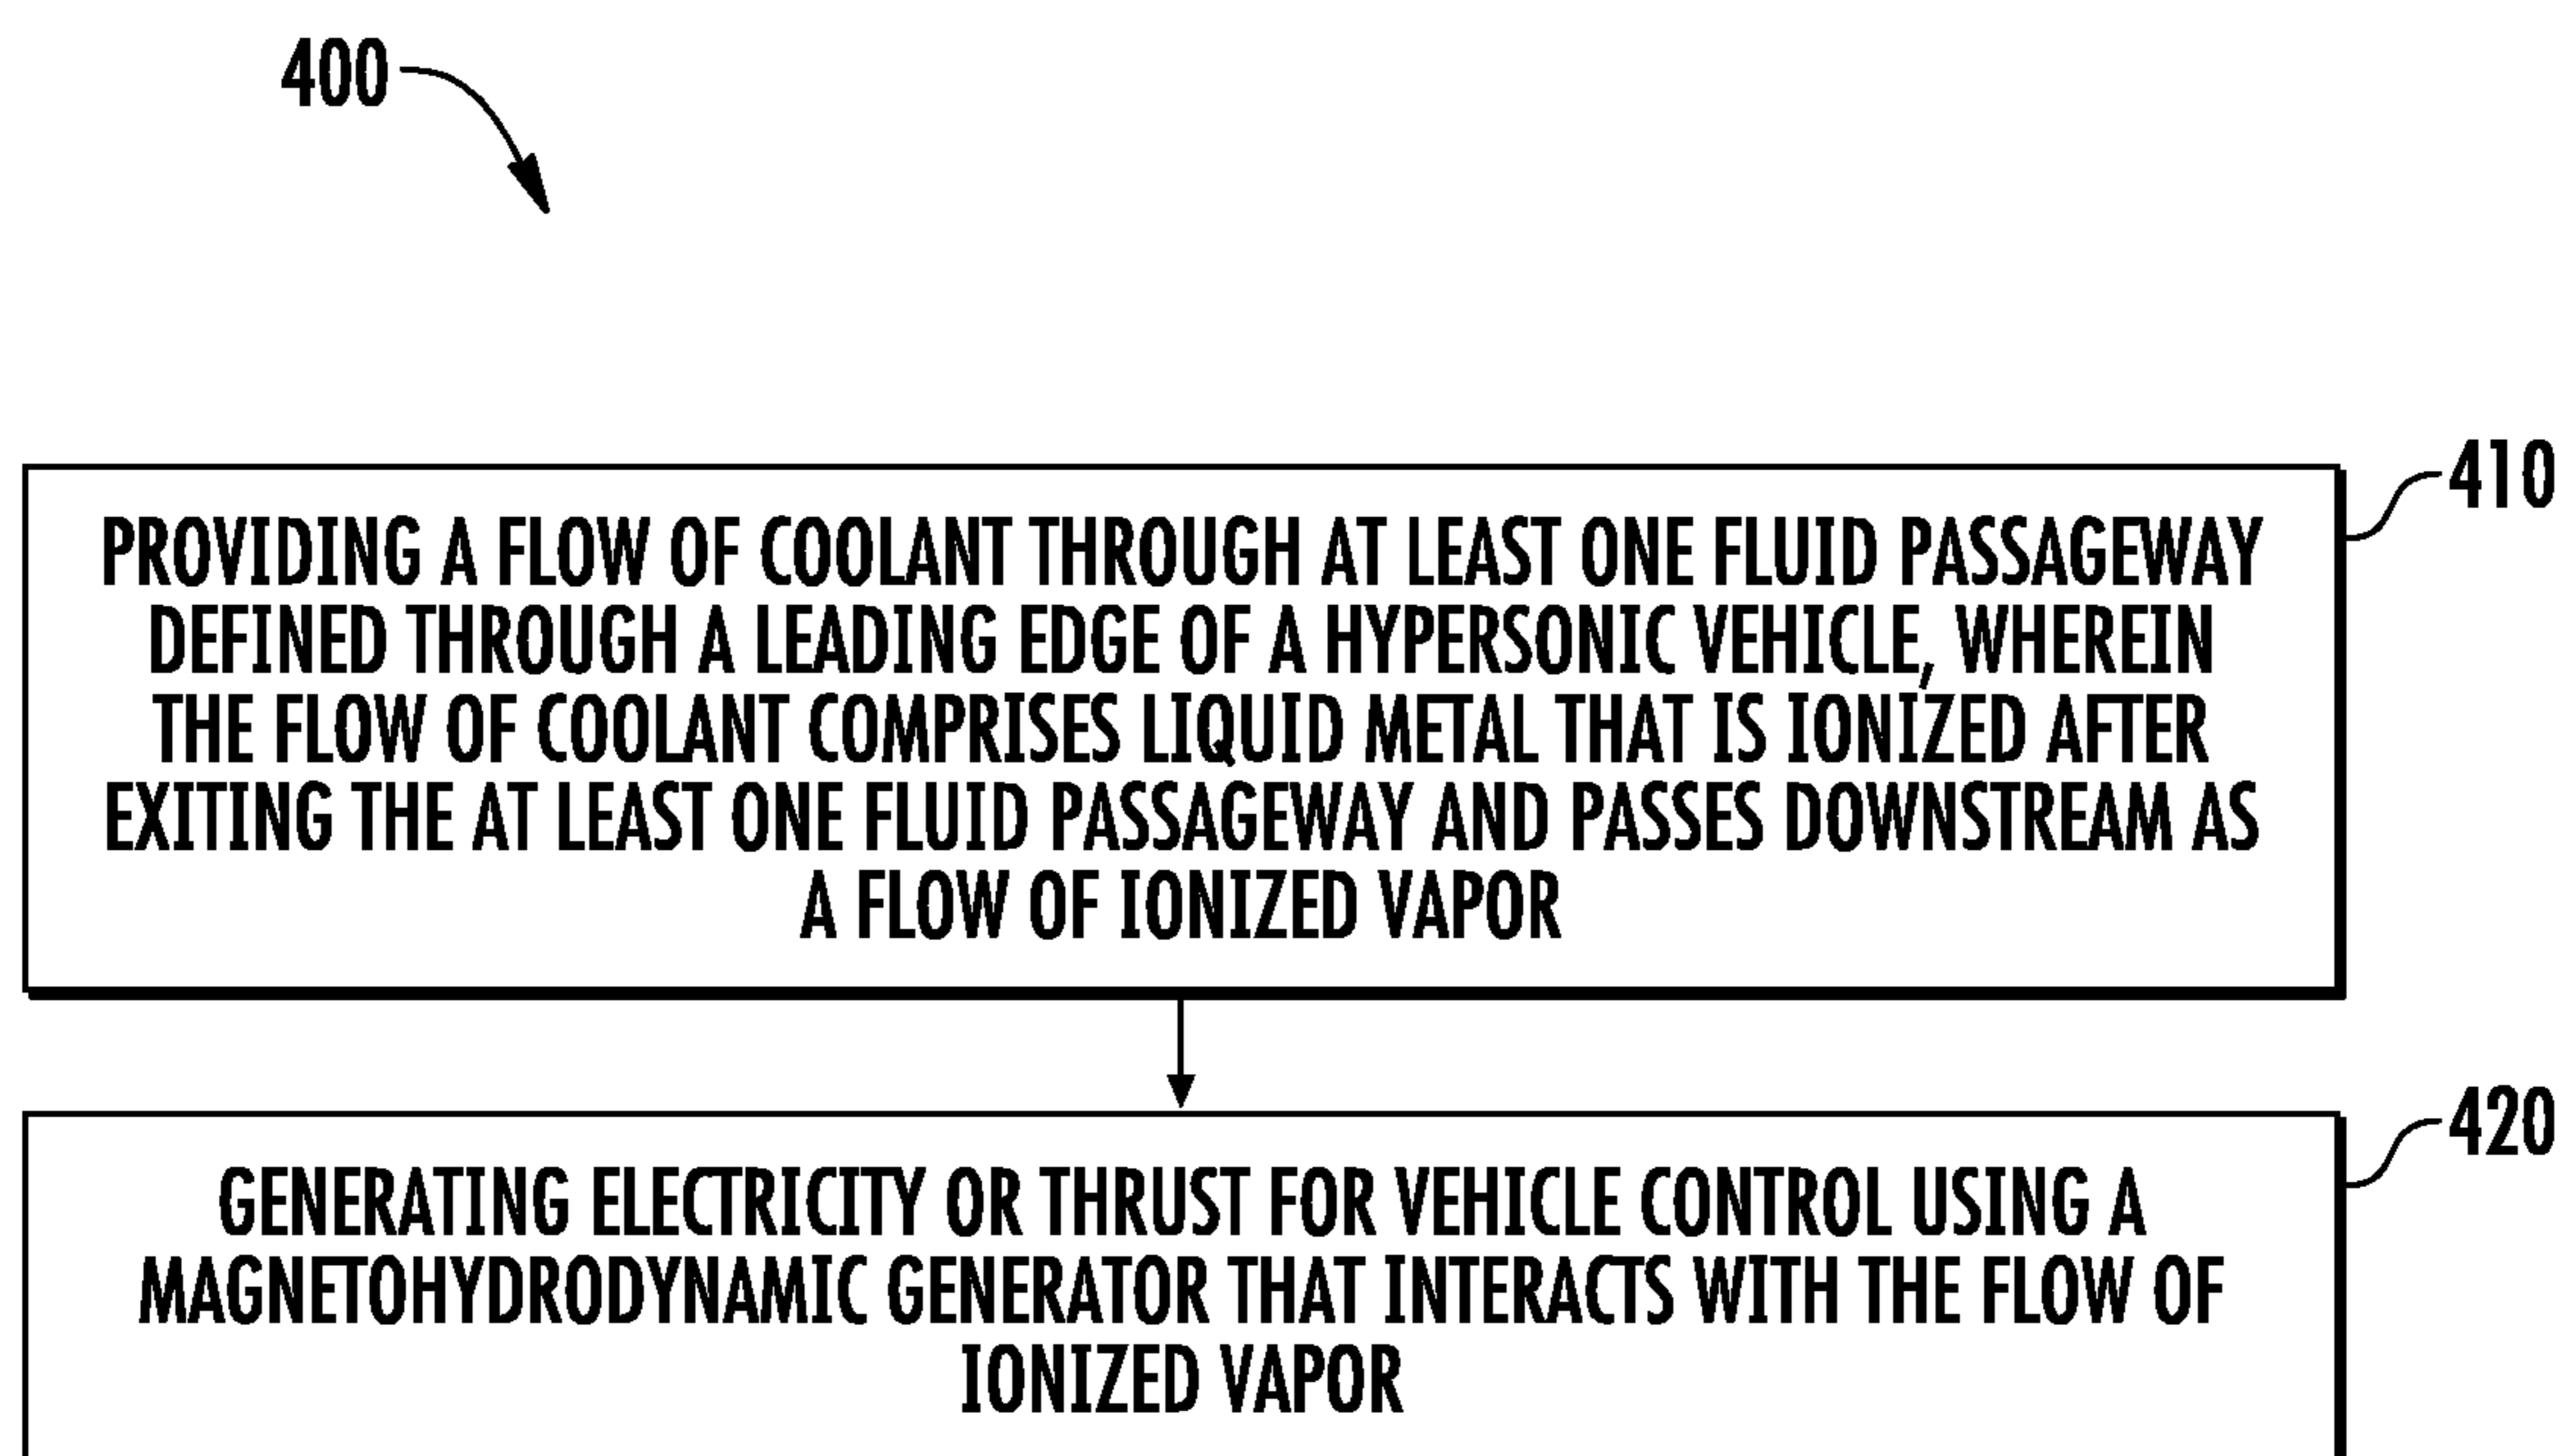 400
410
PROVIDING A FLOW OF COOLANT THROUGH AT LEAST ONE FLUID PASSAGEWAY
DEFINED THROUGH A LEADING EDGE OF A HYPERSONIC VEHICLE, WHEREIN
THE FLOW OF COOLANT COMPRISES LIQUID METAL THAT IS IONIZED AFTER
EXITING THE AT LEAST ONE FLUID PASSAGEWAY AND PASSES DOWNSTREAM AS
A FLOW OF IONIZED VAPOR
420
GENERATING ELECTRICITY OR THRUST FOR VEHICLE CONTROL USING A
MAGNETOHYDRODYNAMIC GENERATOR THAT INTERACTS WITH THE FLOW OF
IONIZED VAPOR